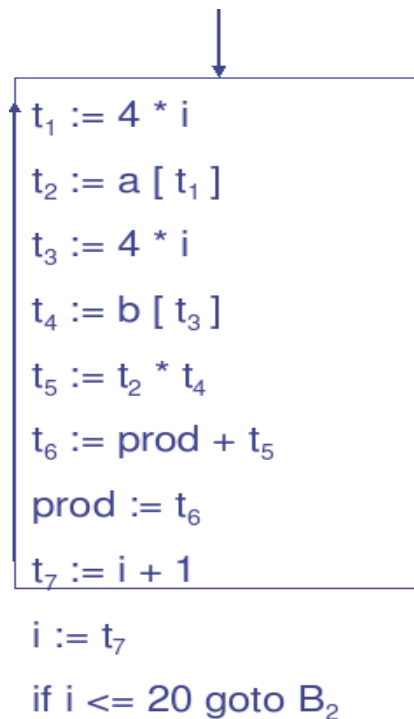 t₁ := 4 * i
t₂ := a [ t₁ ]
t₃ := 4 * i
t₄ := b [ t₃ ]
t₅ := t₂ * t₄
t₆ := prod + t₅
prod := t₆
t₇ := i + 1
i := t₇
if i <= 20 goto B₂